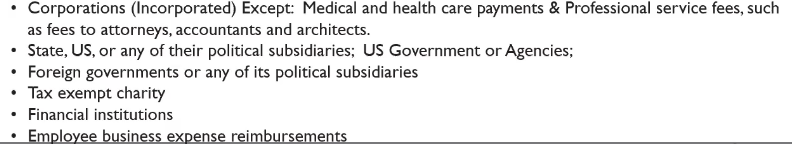 • Corporations (Incorporated) Except:  Medical and health care payments & Professional service fees, such
as fees to attorneys, accountants and architects.
• State, US, or any of their political subsidiaries;  US Government or Agencies;
• Foreign governments or any of its political subsidiaries
• Tax exempt charity
• Financial institutions
• Employee business expense reimbursements